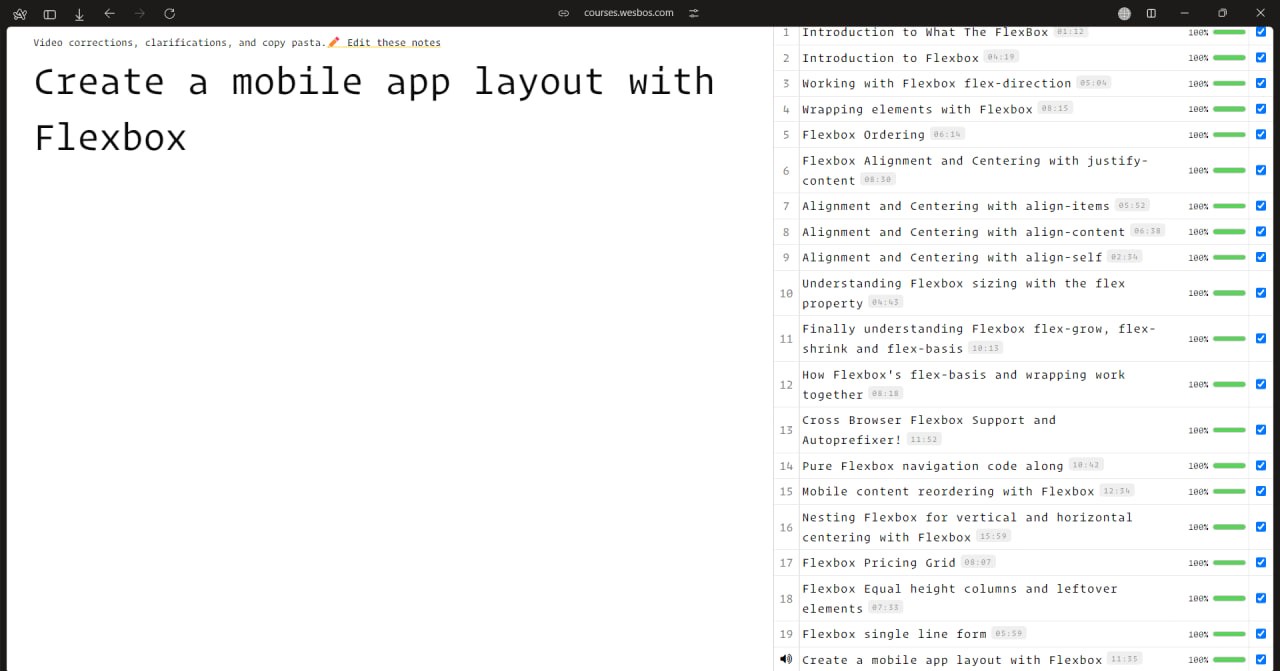 courses.wesbos.com
Video corrections, clarifications, and copy pasta. Edit these notes
Create a mobile app layout with
Flexbox
1 Introduction to What The FlexBox 01:12 100%
2 Introduction to Flexbox 04:19 100%
3 Working with Flexbox flex-direction 05:04 100%
4 Wrapping elements with Flexbox 08:15 100%
5 Flexbox Ordering 06:14 100%
6 Flexbox Alignment and Centering with justify-
content 08:30 100%
7 Alignment and Centering with align-items 05:52 100%
8 Alignment and Centering with align-content 06:38 100%
9 Alignment and Centering with align-self 02:34 100%
10 Understanding Flexbox sizing with the flex
property 04:43 100%
11 Finally understanding Flexbox flex-grow, flex-
shrink and flex-basis 10:15 100%
12 How Flexbox's flex-basis and wrapping work
together 08:18 100%
13 Cross Browser Flexbox Support and
Autoprefixer! 11:52 100%
14 Pure Flexbox navigation code along 10:42 100%
15 Mobile content reordering with Flexbox 12:34 100%
16 Nesting Flexbox for vertical and horizontal
centering with Flexbox 15:59 100%
17 Flexbox Pricing Grid 08:07 100%
18 Flexbox Equal height columns and leftover
elements 07:33 100%
19 Flexbox single line form 05:59 100%
Create a mobile app layout with Flexbox 11:35 100%